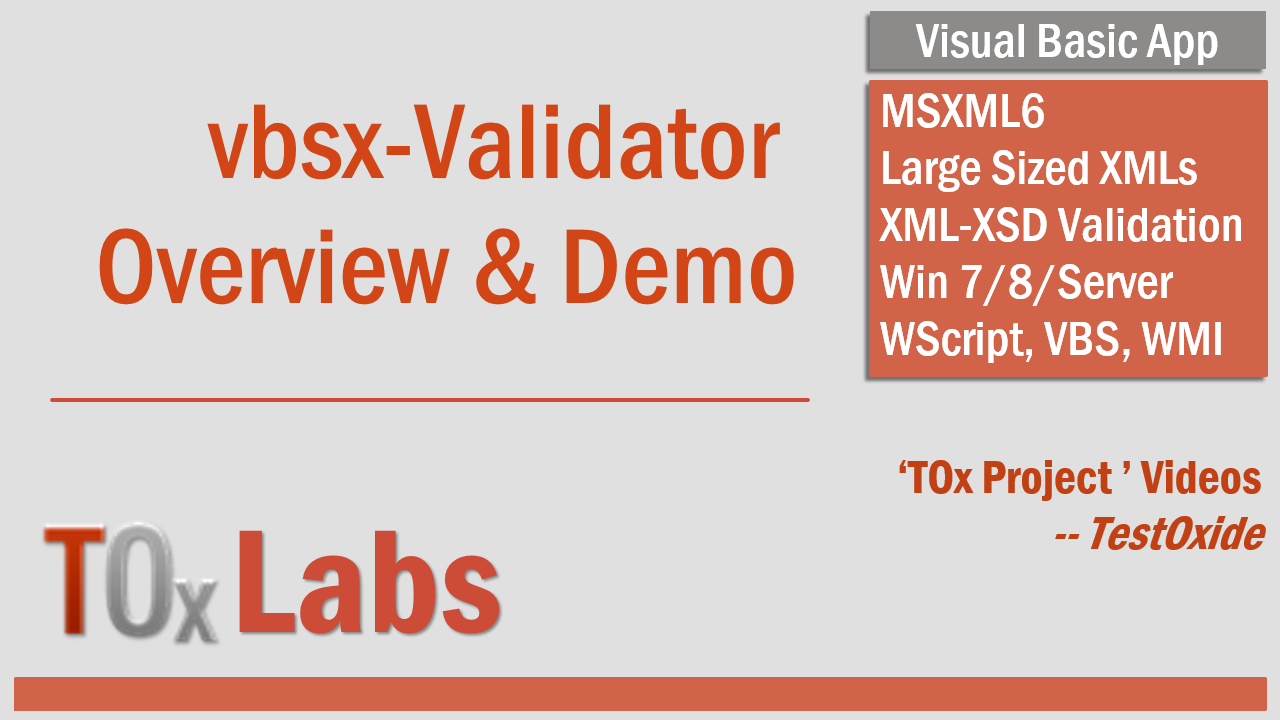 vbsx-Validator
Overview & Demo
Visual Basic App
MSXML6
Large Sized XMLs
XML-XSD Validation
Win 7/8/Server
WScript, VBS, WMI
‘TOx Project ’ Videos
-- TestOxide
TOx Labs